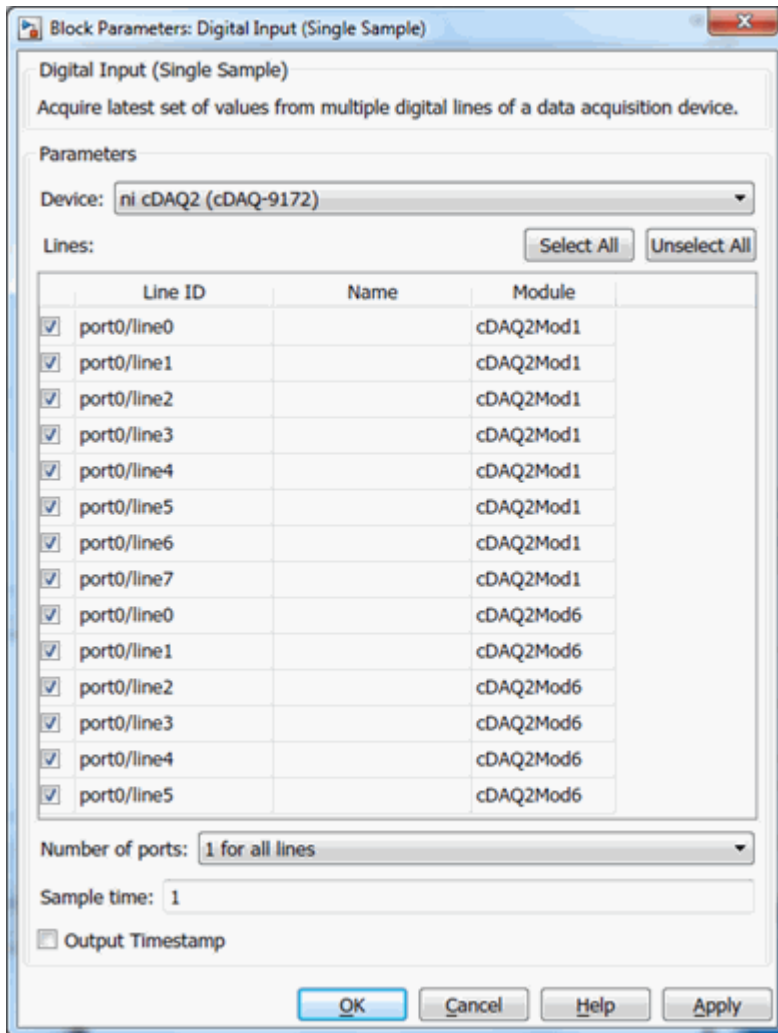 Block Parameters: Digital Input (Single Sample)
Digital Input (Single Sample)
Acquire latest set of values from multiple digital lines of a data acquisition device.
Parameters
Device: ni cDAQ2 (cDAQ-9172)
Lines: Select All Unselect All
Line ID Name Module
port0/line0 cDAQ2Mod1
port0/line1 cDAQ2Mod1
port0/line2 cDAQ2Mod1
port0/line3 cDAQ2Mod1
port0/line4 cDAQ2Mod1
port0/line5 cDAQ2Mod1
port0/line6 cDAQ2Mod1
port0/line7 cDAQ2Mod1
port0/line0 cDAQ2Mod6
port0/line1 cDAQ2Mod6
port0/line2 cDAQ2Mod6
port0/line3 cDAQ2Mod6
port0/line4 cDAQ2Mod6
port0/line5 cDAQ2Mod6
Number of ports: 1 for all lines
Sample time: 1
Output Timestamp
OK Cancel Help Apply